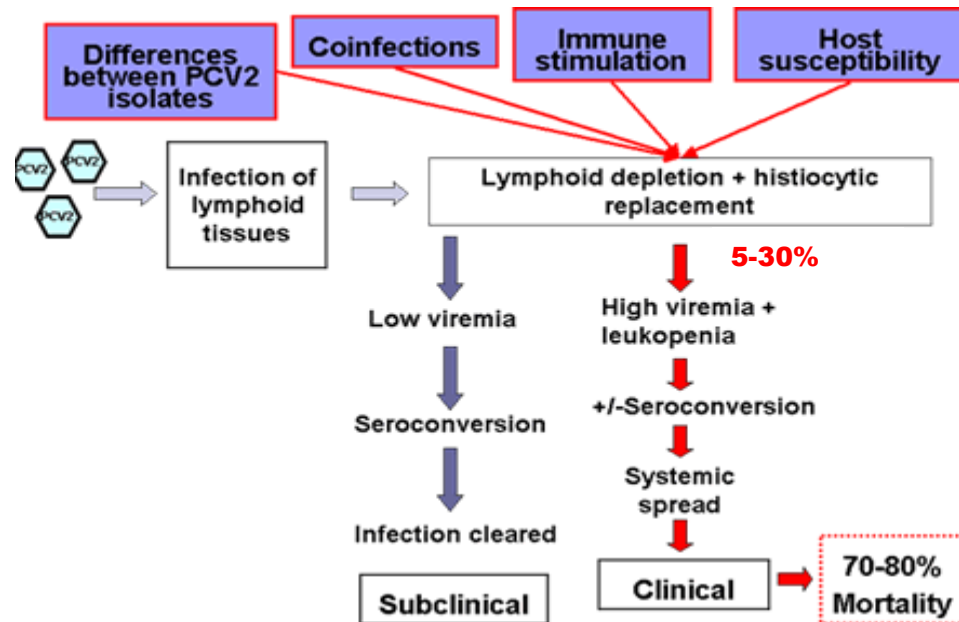 Differences
between PCV2
isolates
Coinfections
Immune
stimulation
Host
susceptibility
PCV2
PCV2
PCV2
Infection of
lymphoid
tissues
Lymphoid depletion + histiocytic
replacement
5-30%
Low viremia
High viremia +
leukopenia
Seroconversion
+/-Seroconversion
Systemic
spread
Infection cleared
Subclinical
Clinical
70-80%
Mortality